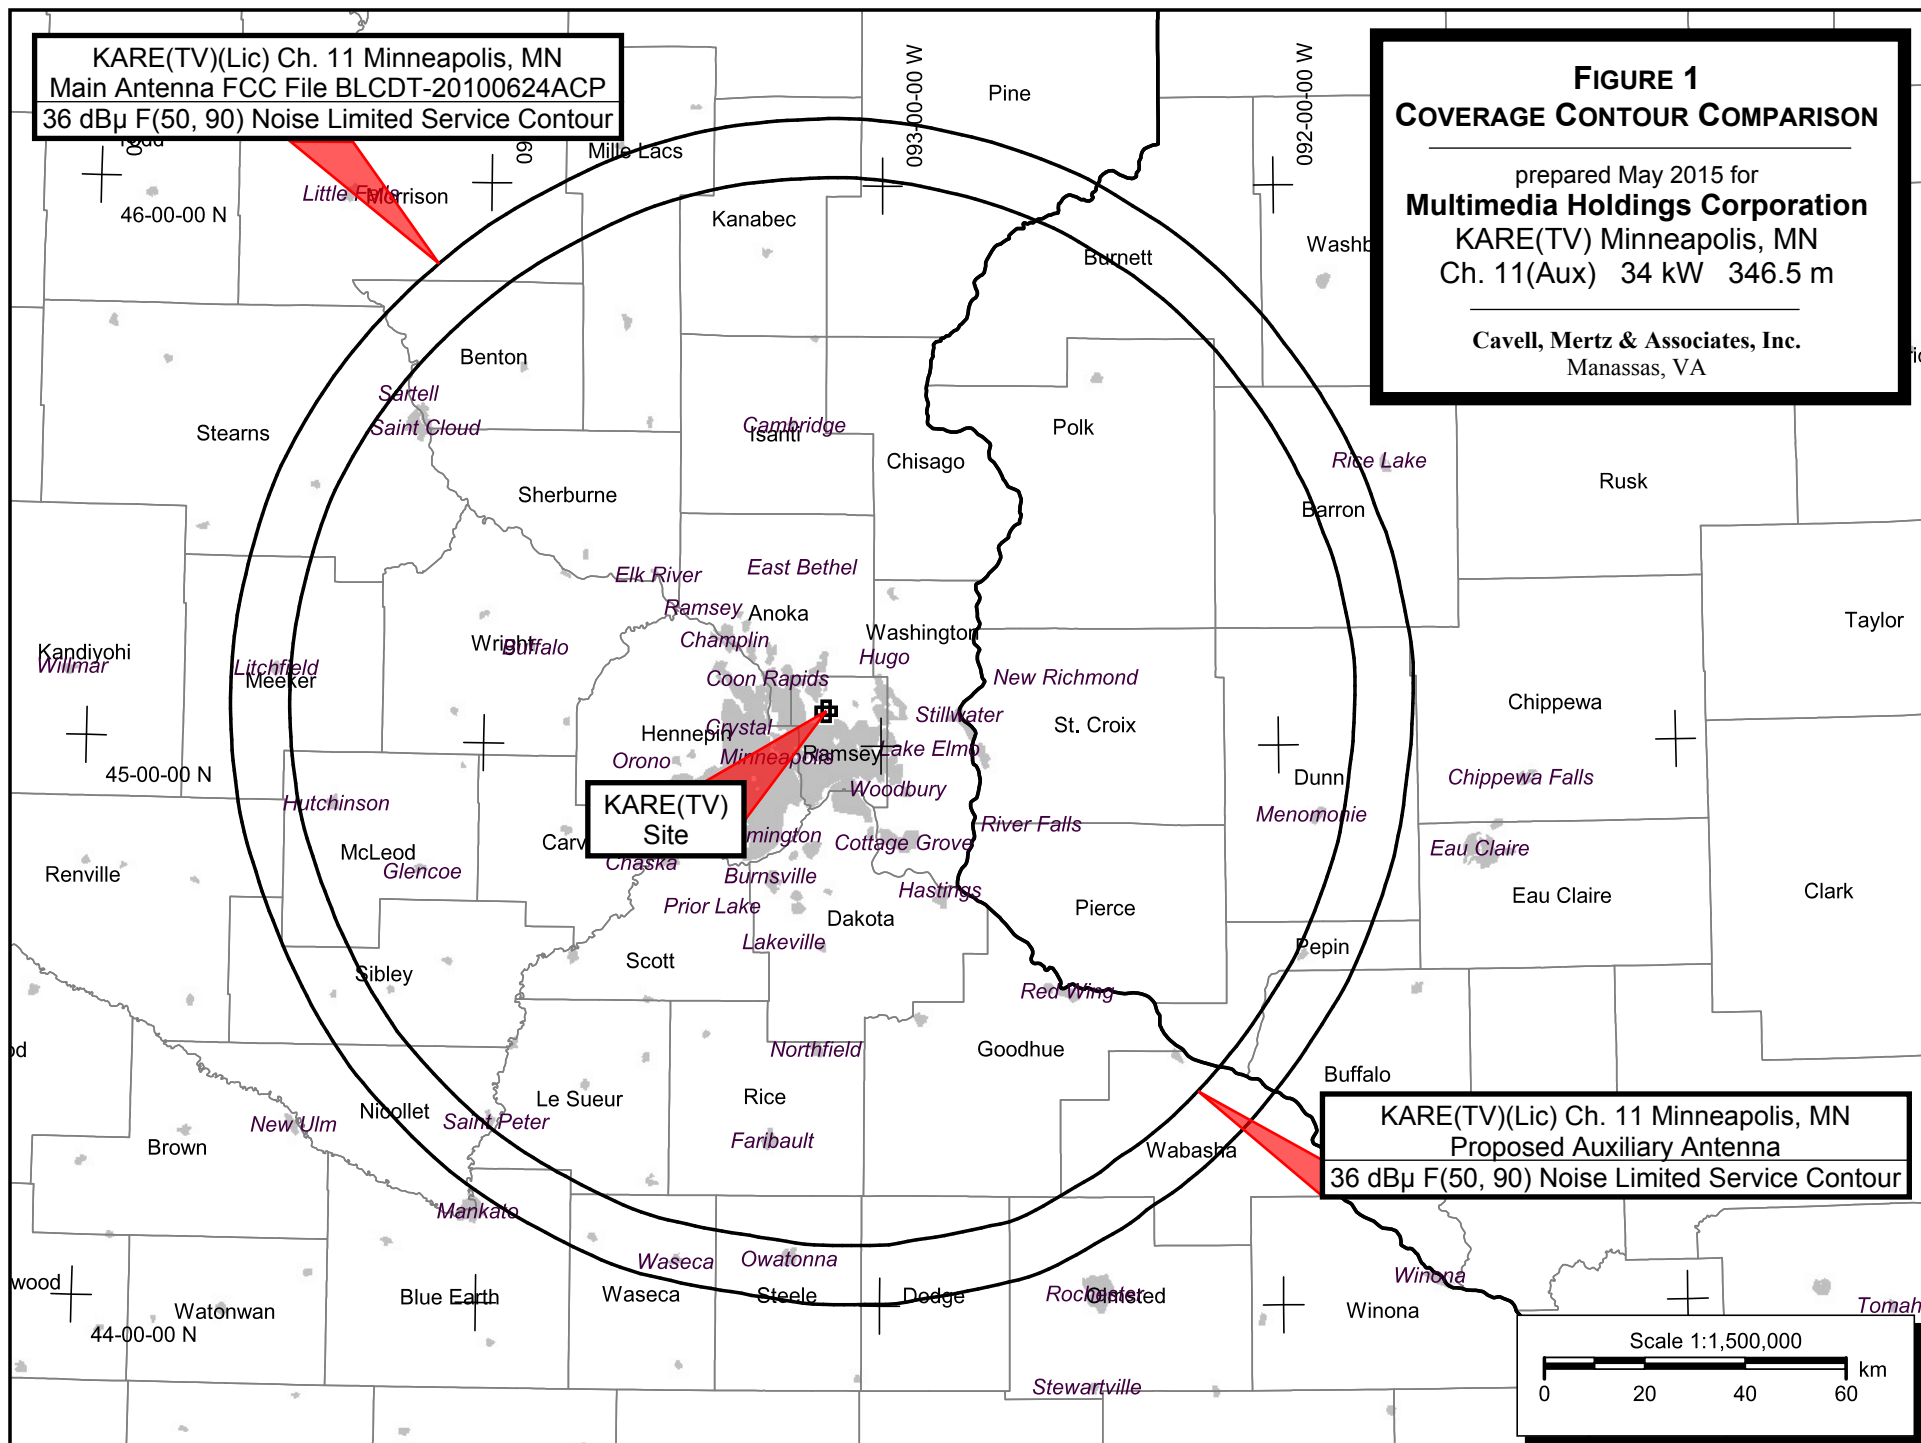 KARE(TV)(Lic) Ch. 11 Minneapolis, MN
Main Antenna FCC File BLCDT-20100624ACP
36 dBµ F(50, 90) Noise Limited Service Contour
FIGURE 1
COVERAGE CONTOUR COMPARISON
prepared May 2015 for
Multimedia Holdings Corporation
KARE(TV) Minneapolis, MN
Ch. 11(Aux) 34 kW 346.5 m
Cavell, Mertz & Associates, Inc.
Manassas, VA
093-00-00 W
092-00-00 W
Pine
Mille Lacs
Little Falls
Morrison
46-00-00 N
Kanabec
Burnett
Benton
Sartell
Saint Cloud
Stearns
Cambridge
Isanti
Chisago
Polk
Rice Lake
Barron
Rusk
Sherburne
Elk River
East Bethel
Ramsey
Anoka
Champlin
Washington
Hugo
Taylor
Kandiyohi
Willmar
Litchfield
Meeker
Wright
Buffalo
Coon Rapids
New Richmond
Stillwater
St. Croix
Chippewa
Crystal
Hennepin
Orono
Minneapolis
Ramsey
Lake Elmo
45-00-00 N
Woodbury
Dunn
Chippewa Falls
Menomonie
Hutchinson
KARE(TV)
Site
mington
Cottage Grove
River Falls
Eau Claire
Carv
McLeod
Glencoe
Chaska
Burnsville
Hastings
Renville
Prior Lake
Dakota
Pierce
Eau Claire
Clark
Lakeville
Pepin
Scott
Sibley
Red Wing
Northfield
Goodhue
Buffalo
Le Sueur
Rice
Nicollet
Saint Peter
New Ulm
Faribault
Brown
Wabasha
KARE(TV)(Lic) Ch. 11 Minneapolis, MN
Proposed Auxiliary Antenna
36 dBµ F(50, 90) Noise Limited Service Contour
Mankato
Waseca
Owatonna
Winona
wood
Watonwan
Blue Earth
Waseca
Steele
Dodge
Rochester
Olmsted
Winona
Tomah
44-00-00 N
Stewartville
Scale 1:1,500,000
km
0 20 40 60